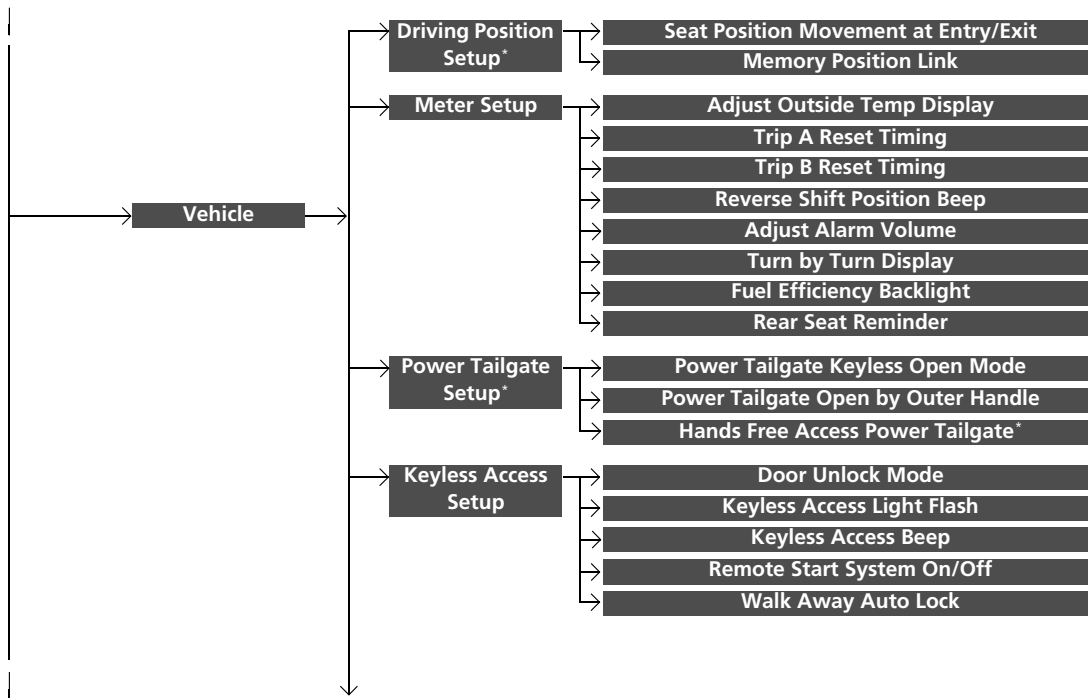 Vehicle
Driving Position
Setup*
Seat Position Movement at Entry/Exit
Memory Position Link
Meter Setup
Adjust Outside Temp Display
Trip A Reset Timing
Trip B Reset Timing
Reverse Shift Position Beep
Adjust Alarm Volume
Turn by Turn Display
Fuel Efficiency Backlight
Rear Seat Reminder
Power Tailgate
Setup*
Power Tailgate Keyless Open Mode
Power Tailgate Open by Outer Handle
Hands Free Access Power Tailgate*
Keyless Access
Setup
Door Unlock Mode
Keyless Access Light Flash
Keyless Access Beep
Remote Start System On/Off
Walk Away Auto Lock